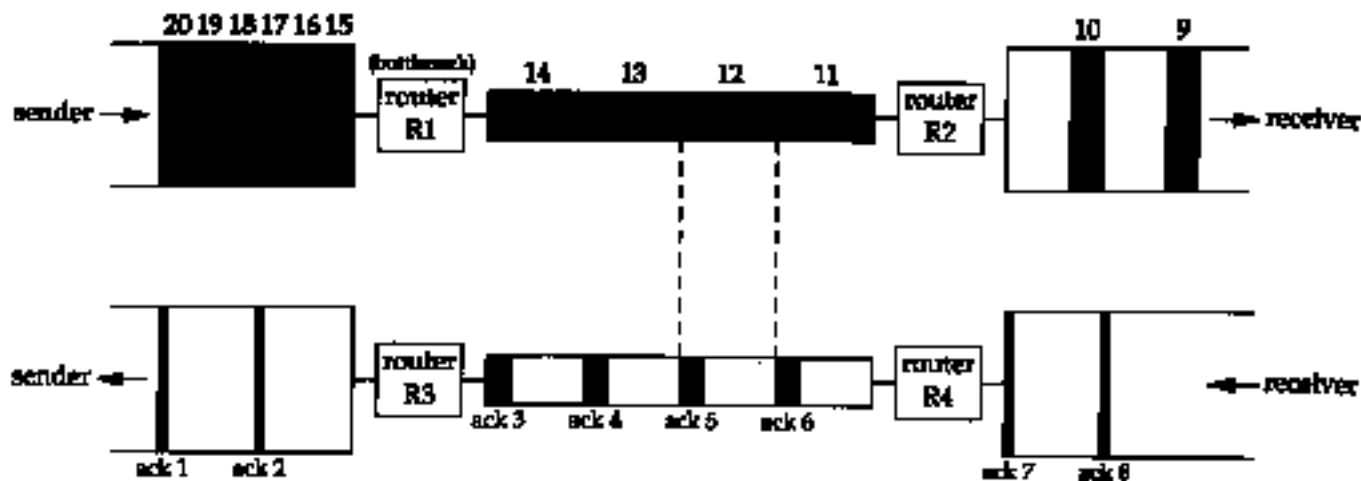 20 19 18 17 16 15
10 9
(bottleneck)
14 13 12 11
sender
router
R1
router
R2
receiver
sender
router
R3
router
R4
receiver
ack 3 ack 4 ack 5 ack 6
ack 1 ack 2
ack 7 ack 8